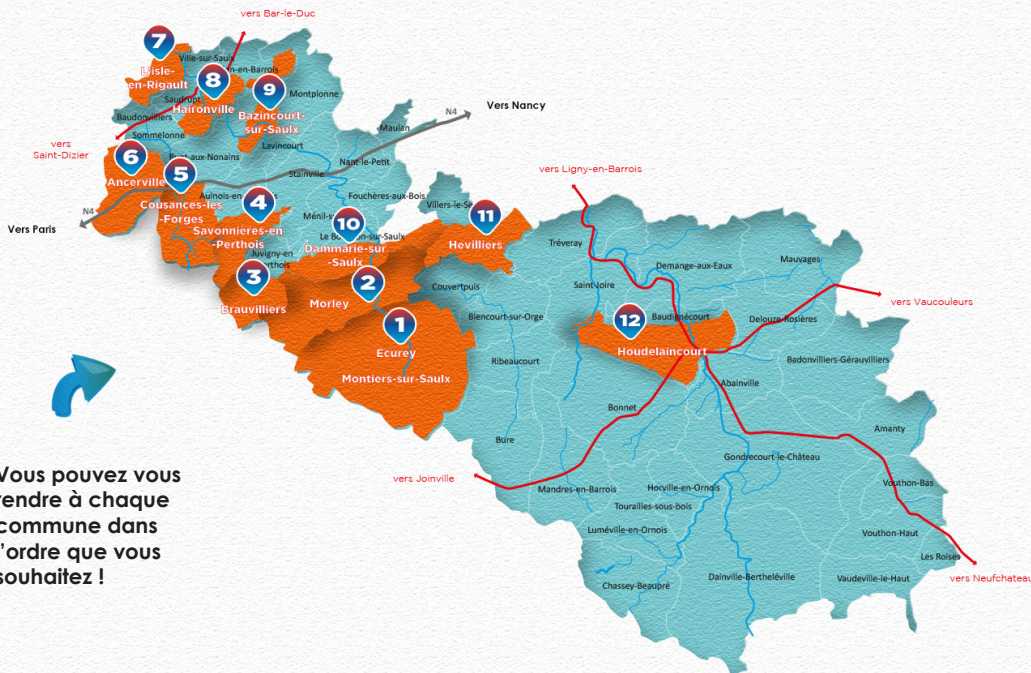 vers Bar-le-Duc
7
L'isle-
en-Rigault
Ville-sur-Saulx
8
Saudrupt
Haironville
9
Bazincourt-
sur-Saulx
Montplonne
Baudonvilliers
Sommelonne
vers
Saint-Dizier
Lavincourt
Maulan
N4
Vers Nancy
6
Ancerville
5
Cousances-les
-Forges
Stainville
Nant-le-Petit
N4
Vers Paris
4
Savonnières-en
-Perthois
Fouchères-aux-Bois
10
Dammarie-sur
-Saulx
11
Hevilliers
3
Brauvilliers
2
Morley
1
Ecurey
Montiers-sur-Saulx
Couvertpuis
Biencourt-sur-Orge
Ribeaucourt
Bure
vers Ligny-en-Barrois
Tréveray
Saint-Joire
Demange-aux-Eaux
Mauvages
vers Vaucouleurs
12
Baudignécourt
Houdelaincourt
Delouze-Rosières
Badonvilliers-Gérauvilliers
Abainville
Bonnet
Amanty
Gondrecourt-le-Château
vers Joinville
Mandres-en-Barrois
Horville-en-Ornois
Tourailles-sous-bois
Vouthon-Bas
Luméville-en-Ornois
Vouthon-Haut
Les Roises
Chassey-Beaupré
Dainville-Bertheléville
Vaudeville-le-Haut
vers Neufchateau
Vous pouvez vous
rendre à chaque
commune dans
l'ordre que vous
souhaitez !